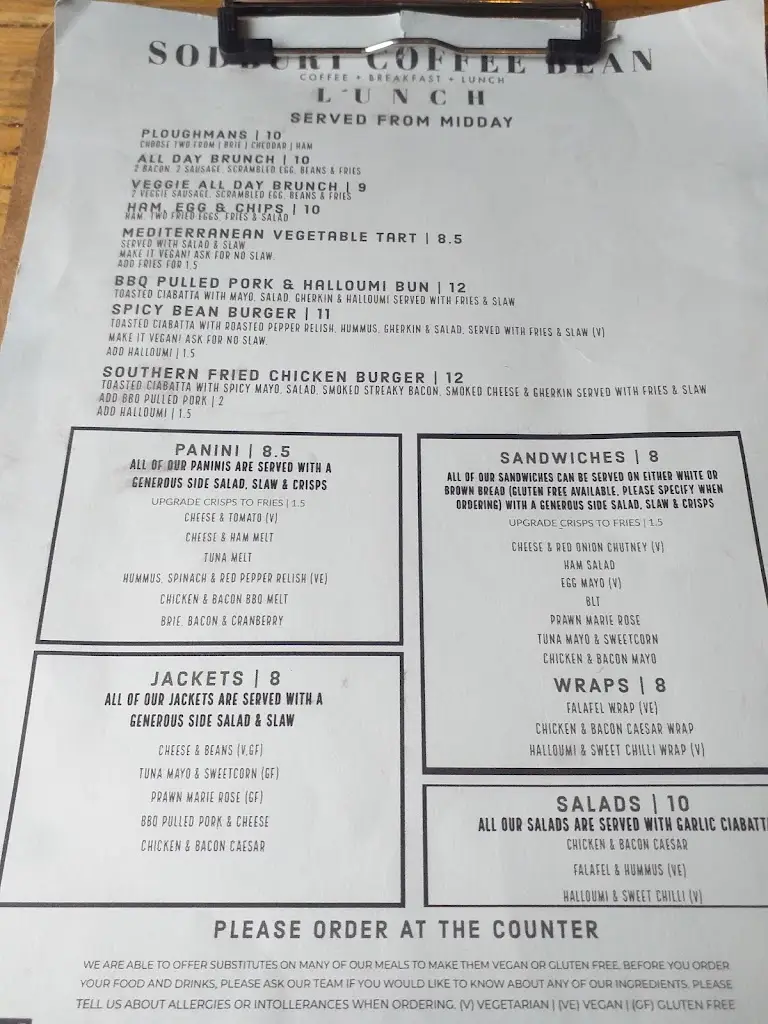 SODBURY COFFEE BEAN
COFFEE + BREAKFAST + LUNCH
LUNCH
SERVED FROM MIDDAY
PLOUGHMANS | 10
CHOOSE TWO FROM | BRIE | CHEDDAR | HAM
ALL DAY BRUNCH | 10
2 BACON, 2 SAUSAGE, SCRAMBLED EGG, BEANS & FRIES
VEGGIE ALL DAY BRUNCH | 9
2 VEGGIE SAUSAGE, SCRAMBLED EGG, BEANS & FRIES
HAM, EGG & CHIPS | 10
HAM, TWO FRIED EGGS, FRIES & SALAD
MEDITERRANEAN VEGETABLE TART | 8.5
SERVED WITH SALAD & SLAW
MAKE IT VEGAN! ASK FOR NO SLAW.
ADD FRIES FOR 1.5
BBQ PULLED PORK & HALLOUMI BUN | 12
TOASTED CIABATTA WITH MAYO, SALAD, GHERKIN & HALLOUMI SERVED WITH FRIES & SLAW
SPICY BEAN BURGER | 11
TOASTED CIABATTA WITH ROASTED PEPPER RELISH, HUMMUS, GHERKIN & SALAD, SERVED WITH FRIES & SLAW (V)
MAKE IT VEGAN! ASK FOR NO SLAW.
ADD HALLOUMI | 1.5
SOUTHERN FRIED CHICKEN BURGER | 12
TOASTED CIABATTA WITH SPICY MAYO, SALAD, SMOKED STREAKY BACON, SMOKED CHEESE & GHERKIN SERVED WITH FRIES & SLAW
ADD BBQ PULLED PORK | 2
ADD HALLOUMI | 1.5
PANINI | 8.5
ALL OF OUR PANINIS ARE SERVED WITH A
GENEROUS SIDE SALAD, SLAW & CRISPS
UPGRADE CRISPS TO FRIES | 1.5
CHEESE & TOMATO (V)
CHEESE & HAM MELT
TUNA MELT
HUMMUS, SPINACH & RED PEPPER RELISH (VE)
CHICKEN & BACON BBQ MELT
BRIE, BACON & CRANBERRY
JACKETS | 8
ALL OF OUR JACKETS ARE SERVED WITH A
GENEROUS SIDE SALAD & SLAW
CHEESE & BEANS (V,GF)
TUNA MAYO & SWEETCORN (GF)
PRAWN MARIE ROSE (GF)
BBQ PULLED PORK & CHEESE
CHICKEN & BACON CAESAR
SANDWICHES | 8
ALL OF OUR SANDWICHES CAN BE SERVED ON EITHER WHITE OR
BROWN BREAD (GLUTEN FREE AVAILABLE, PLEASE SPECIFY WHEN
ORDERING) WITH A GENEROUS SIDE SALAD, SLAW & CRISPS
UPGRADE CRISPS TO FRIES | 1.5
CHEESE & RED ONION CHUTNEY (V)
HAM SALAD
EGG MAYO (V)
BLT
PRAWN MARIE ROSE
TUNA MAYO & SWEETCORN
CHICKEN & BACON MAYO
WRAPS | 8
FALAFEL WRAP (VE)
CHICKEN & BACON CAESAR WRAP
HALLOUMI & SWEET CHILLI WRAP (V)
SALADS | 10
ALL OUR SALADS ARE SERVED WITH GARLIC CIABATT
CHICKEN & BACON CAESAR
FALAFEL & HUMMUS (VE)
HALLOUMI & SWEET CHILLI (V)
PLEASE ORDER AT THE COUNTER
WE ARE ABLE TO OFFER SUBSTITUTES ON MANY OF OUR MEALS TO MAKE THEM VEGAN OR GLUTEN FREE. BEFORE YOU ORDER
YOUR FOOD AND DRINKS, PLEASE ASK OUR TEAM IF YOU WOULD LIKE TO KNOW ABOUT ANY OF OUR INGREDIENTS. PLEASE
TELL US ABOUT ALLERGIES OR INTOLLERANCES WHEN ORDERING. (V) VEGETARIAN | (VE) VEGAN | (GF) GLUTEN FREE